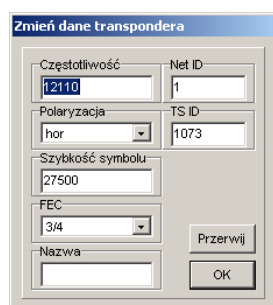 Zmień dane transpondera
Częstotliwość
Net ID
12110
1
Polaryzacja
TS ID
hor
1073
Szybkość symbolu
27500
FEC
3/4
Przerwij
Nazwa
OK